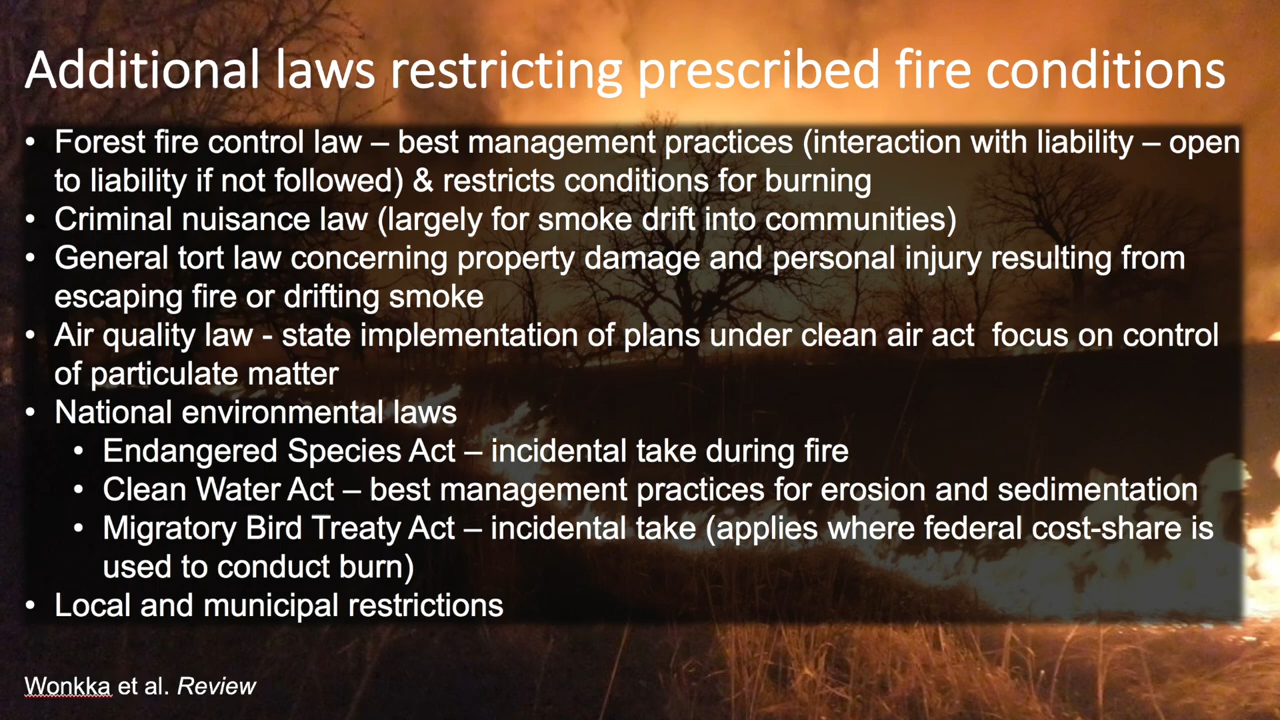 Additional laws restricting prescribed fire conditions
• Forest fire control law – best management practices (interaction with liability – open
to liability if not followed) & restricts conditions for burning
• Criminal nuisance law (largely for smoke drift into communities)
• General tort law concerning property damage and personal injury resulting from
escaping fire or drifting smoke
• Air quality law - state implementation of plans under clean air act  focus on control
of particulate matter
• National environmental laws
• Endangered Species Act – incidental take during fire
• Clean Water Act – best management practices for erosion and sedimentation
• Migratory Bird Treaty Act – incidental take (applies where federal cost-share is
used to conduct burn)
• Local and municipal restrictions
Wonkka et al. Review